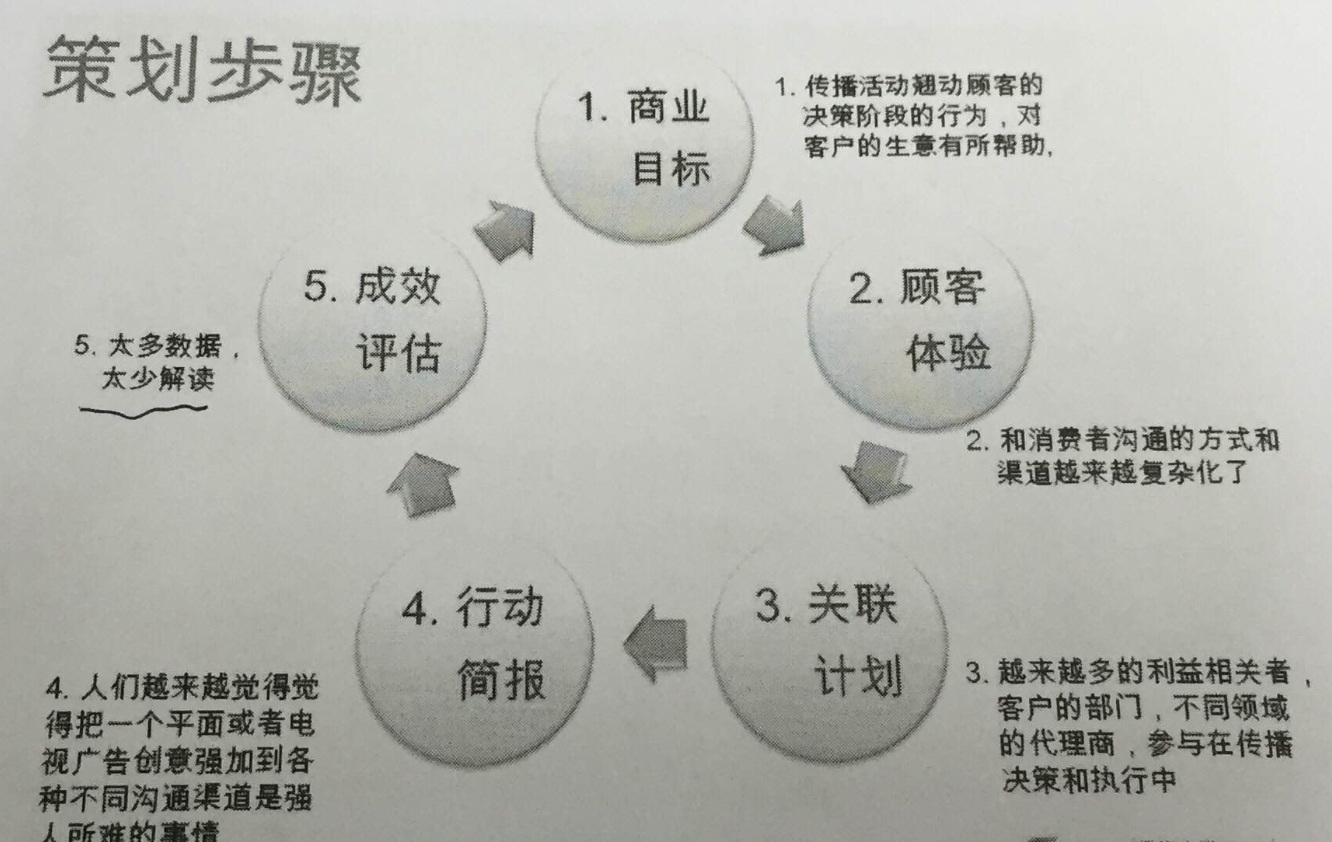 策划步骤
1. 商业
目标
1. 传播活动翘动顾客的
决策阶段的行为，对
客户的生意有所帮助,
2. 顾客
体验
2. 和消费者沟通的方式和
渠道越来越复杂化了
3. 关联
计划
3. 越来越多的利益相关者，
客户的部门，不同领域
的代理商，参与在传播
决策和执行中
4. 行动
简报
4. 人们越来越觉得觉
得把一个平面或者电
视广告创意强加到各
种不同沟通渠道是强
人所难的事情
5. 成效
评估
5. 太多数据，
太少解读